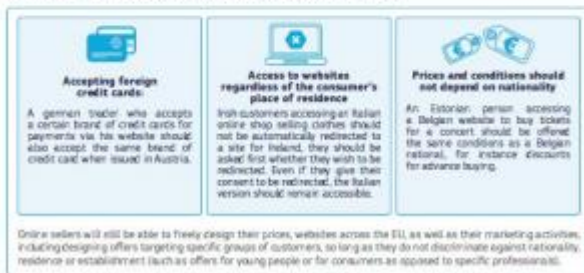 Accepting foreign
credit cards:
A german trader who accepts
a certain brand of credit cards for
payments via his website should
also accept the same brand of
credit card when issued in Austria.
Access to websites
regardless of the consumer's
place of residence
Irish customers accessing an Italian
online shop selling clothes should
not be automatically redirected to
a site for Ireland, they should be
asked first whether they wish to be
redirected. Even if they give their
consent to be redirected, the Italian
version should remain accessible.
Prices and conditions should
not depend on nationality
An Estonian person accessing
a Belgian website to buy tickets
for a concert should be offered
the same conditions as a Belgian
national, for instance discounts
for advance buying.
Online sellers will still be able to freely design their prices, websites across the EU, as well as their marketing activities,
including designing offers targeting specific groups of customers, so long as they do not discriminate against nationality,
residence or establishment (such as offers for young people or for consumers as opposed to specific professionals).